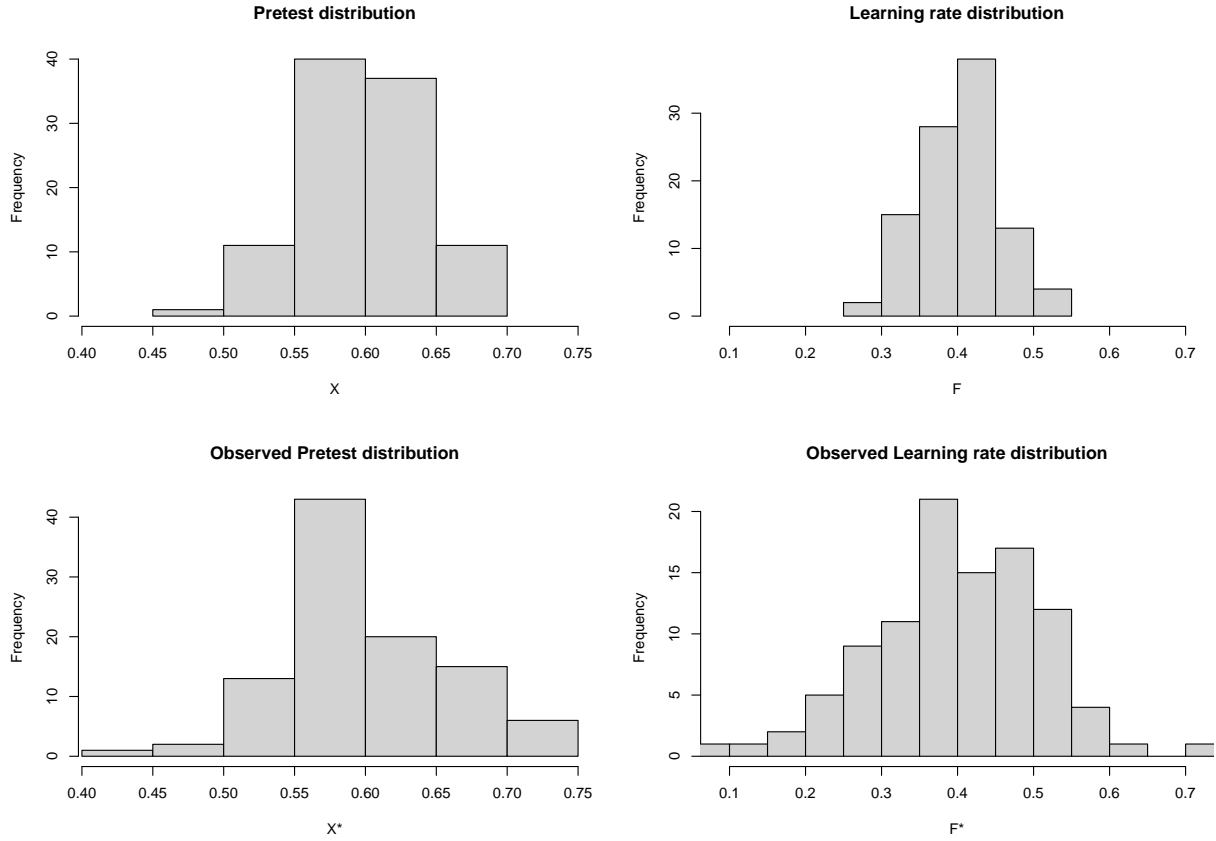 Pretest distribution
Frequency
0 10 20 30 40
0.40 0.45 0.50 0.55 0.60 0.65 0.70 0.75
X
Learning rate distribution
Frequency
0 10 20 30
0.1 0.2 0.3 0.4 0.5 0.6 0.7
F
Observed Pretest distribution
Frequency
0 10 20 30 40
0.40 0.45 0.50 0.55 0.60 0.65 0.70 0.75
X*
Observed Learning rate distribution
Frequency
0 5 10 15 20
0.1 0.2 0.3 0.4 0.5 0.6 0.7
F*